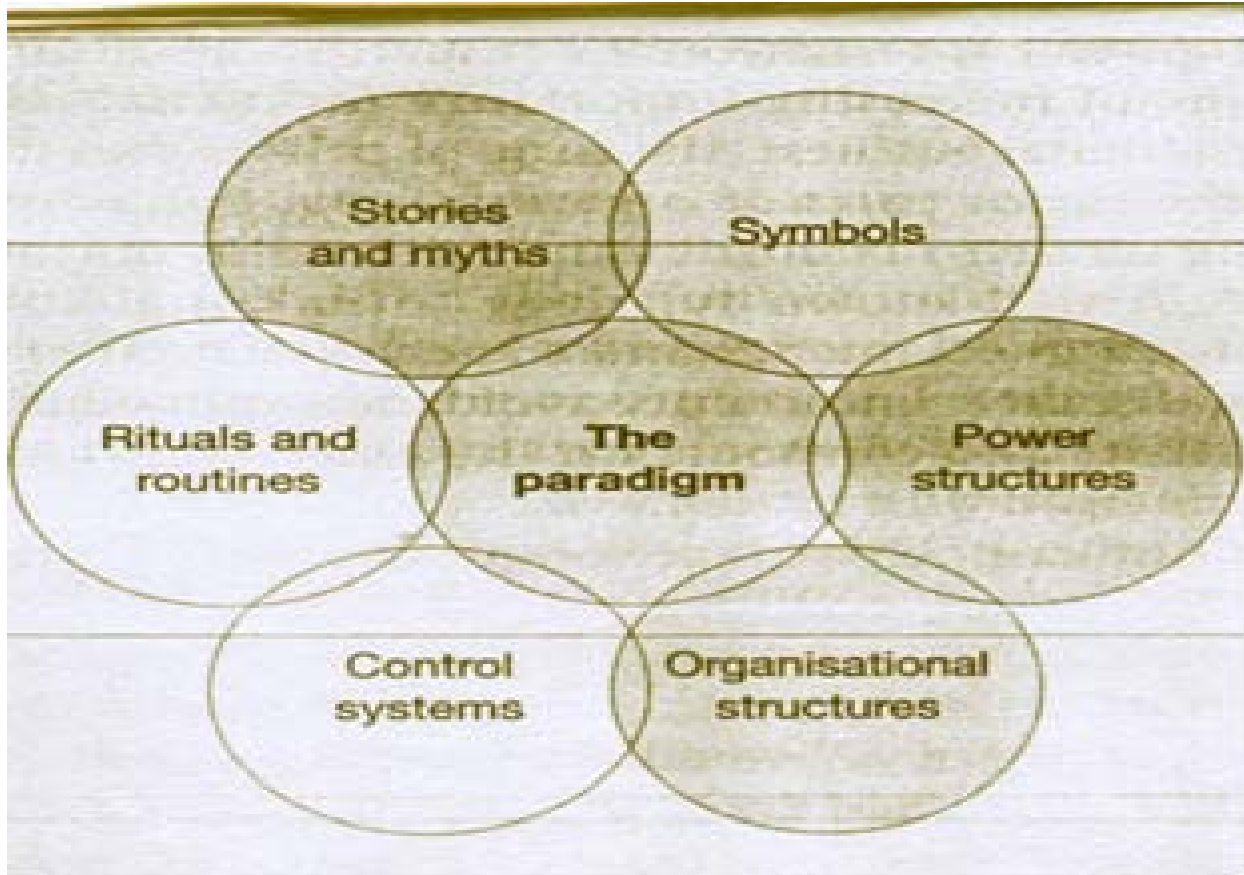 Stories
and myths
Symbols
Rituals and
routines
The
paradigm
Power
structures
Control
systems
Organisational
structures